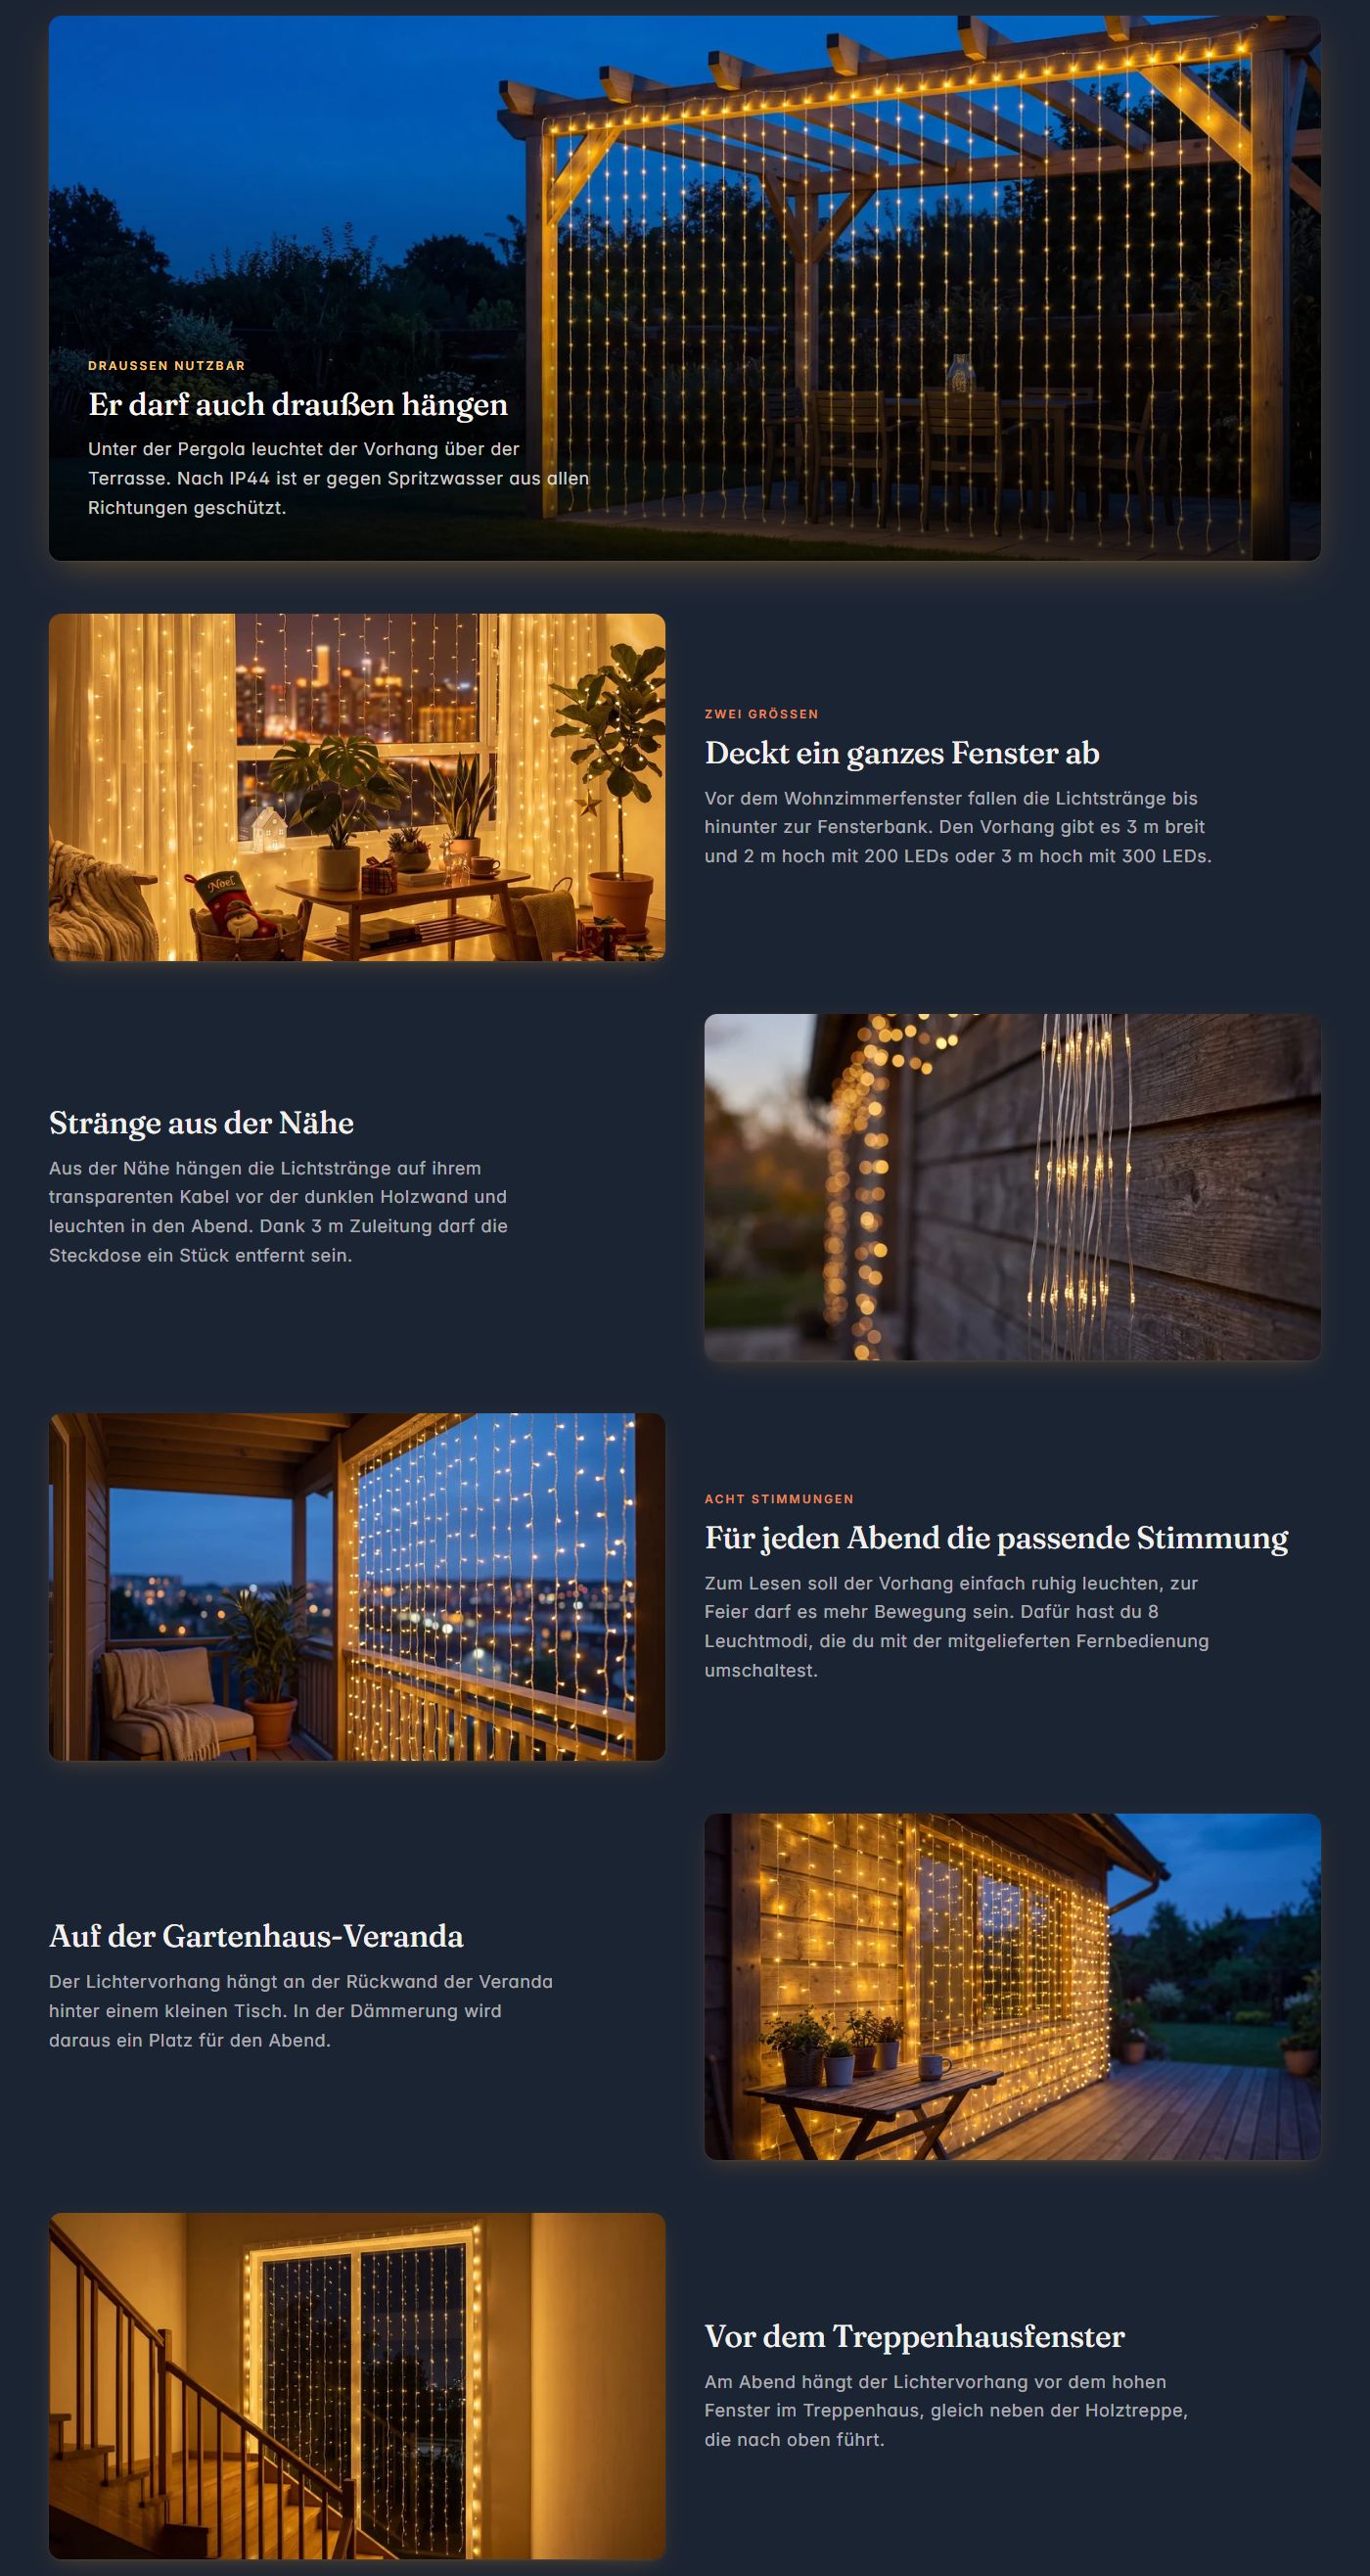 DRAUSSEN NUTZBAR
Er darf auch draußen hängen
Unter der Pergola leuchtet der Vorhang über der
Terrasse. Nach IP44 ist er gegen Spritzwasser aus allen
Richtungen geschützt.
Noel
ZWEI GRÖSSEN
Deckt ein ganzes Fenster ab
Vor dem Wohnzimmerfenster fallen die Lichtstränge bis
hinunter zur Fensterbank. Den Vorhang gibt es 3 m breit
und 2 m hoch mit 200 LEDs oder 3 m hoch mit 300 LEDs.
Stränge aus der Nähe
Aus der Nähe hängen die Lichtstränge auf ihrem
transparenten Kabel vor der dunklen Holzwand und
leuchten in den Abend. Dank 3 m Zuleitung darf die
Steckdose ein Stück entfernt sein.
ACHT STIMMUNGEN
Für jeden Abend die passende Stimmung
Zum Lesen soll der Vorhang einfach ruhig leuchten, zur
Feier darf es mehr Bewegung sein. Dafür hast du 8
Leuchtmodi, die du mit der mitgelieferten Fernbedienung
umschaltest.
Auf der Gartenhaus-Veranda
Der Lichtervorhang hängt an der Rückwand der Veranda
hinter einem kleinen Tisch. In der Dämmerung wird
daraus ein Platz für den Abend.
Vor dem Treppenhausfenster
Am Abend hängt der Lichtervorhang vor dem hohen
Fenster im Treppenhaus, gleich neben der Holztreppe,
die nach oben führt.